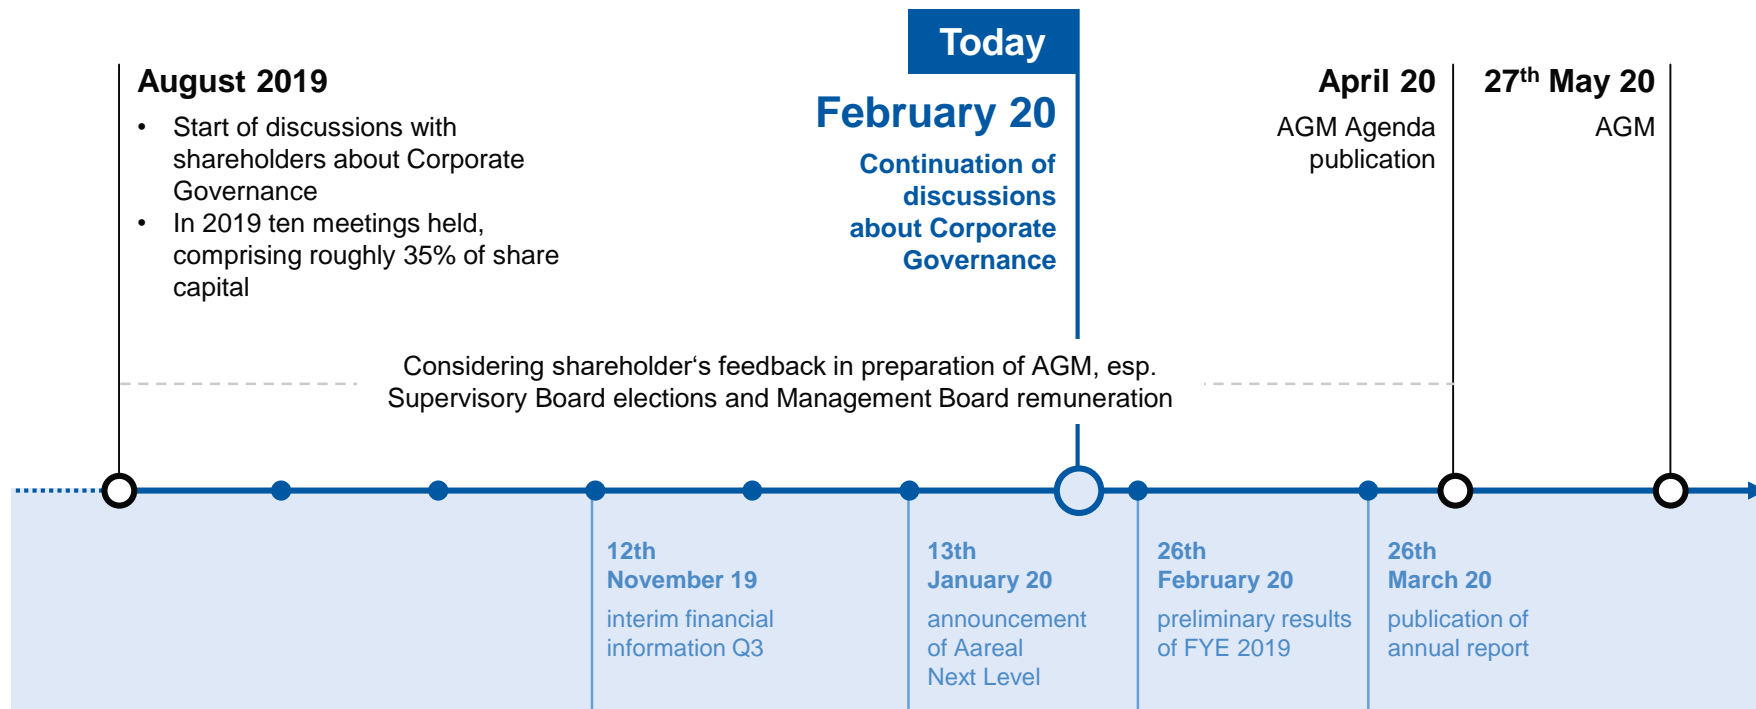 Today
August 2019
• Start of discussions with
shareholders about Corporate
Governance
• In 2019 ten meetings held,
comprising roughly 35% of share
capital
February 20
Continuation of
discussions
about Corporate
Governance
April 20
AGM Agenda
publication
27th May 20
AGM
Considering shareholder‘s feedback in preparation of AGM, esp.
Supervisory Board elections and Management Board remuneration
12th
November 19
interim financial
information Q3
13th
January 20
announcement
of Aareal
Next Level
26th
February 20
preliminary results
of FYE 2019
26th
March 20
publication of
annual report